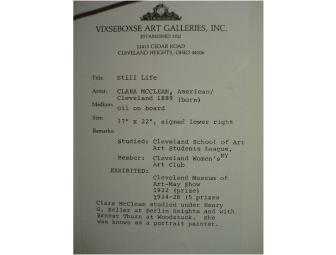 VIXSEBOXSE ART GALLERIES, INC.
ESTABLISHED 1922
12413 CEDAR ROAD
CLEVELAND HEIGHTS, OHIO 44106
Title: Still Life
Artist: CLARA MCCLEAN, American/
Cleveland 1889 (born)
Medium: oil on board
Size: 17" x 22", signed lower right
Remarks:
Studied: Cleveland School of Art
Art Students League, NY
Member: Cleveland Women's
Art Club
EXHIBITED:
Cleveland Museum of
Art-May Show
1922 (prize)
1924-28 (5 prizes
Clara McClean studied under Henry
G. Keller at Berlin Heights and with
Ernest Thurn at Woodstock. She
was known as a portrait painter.